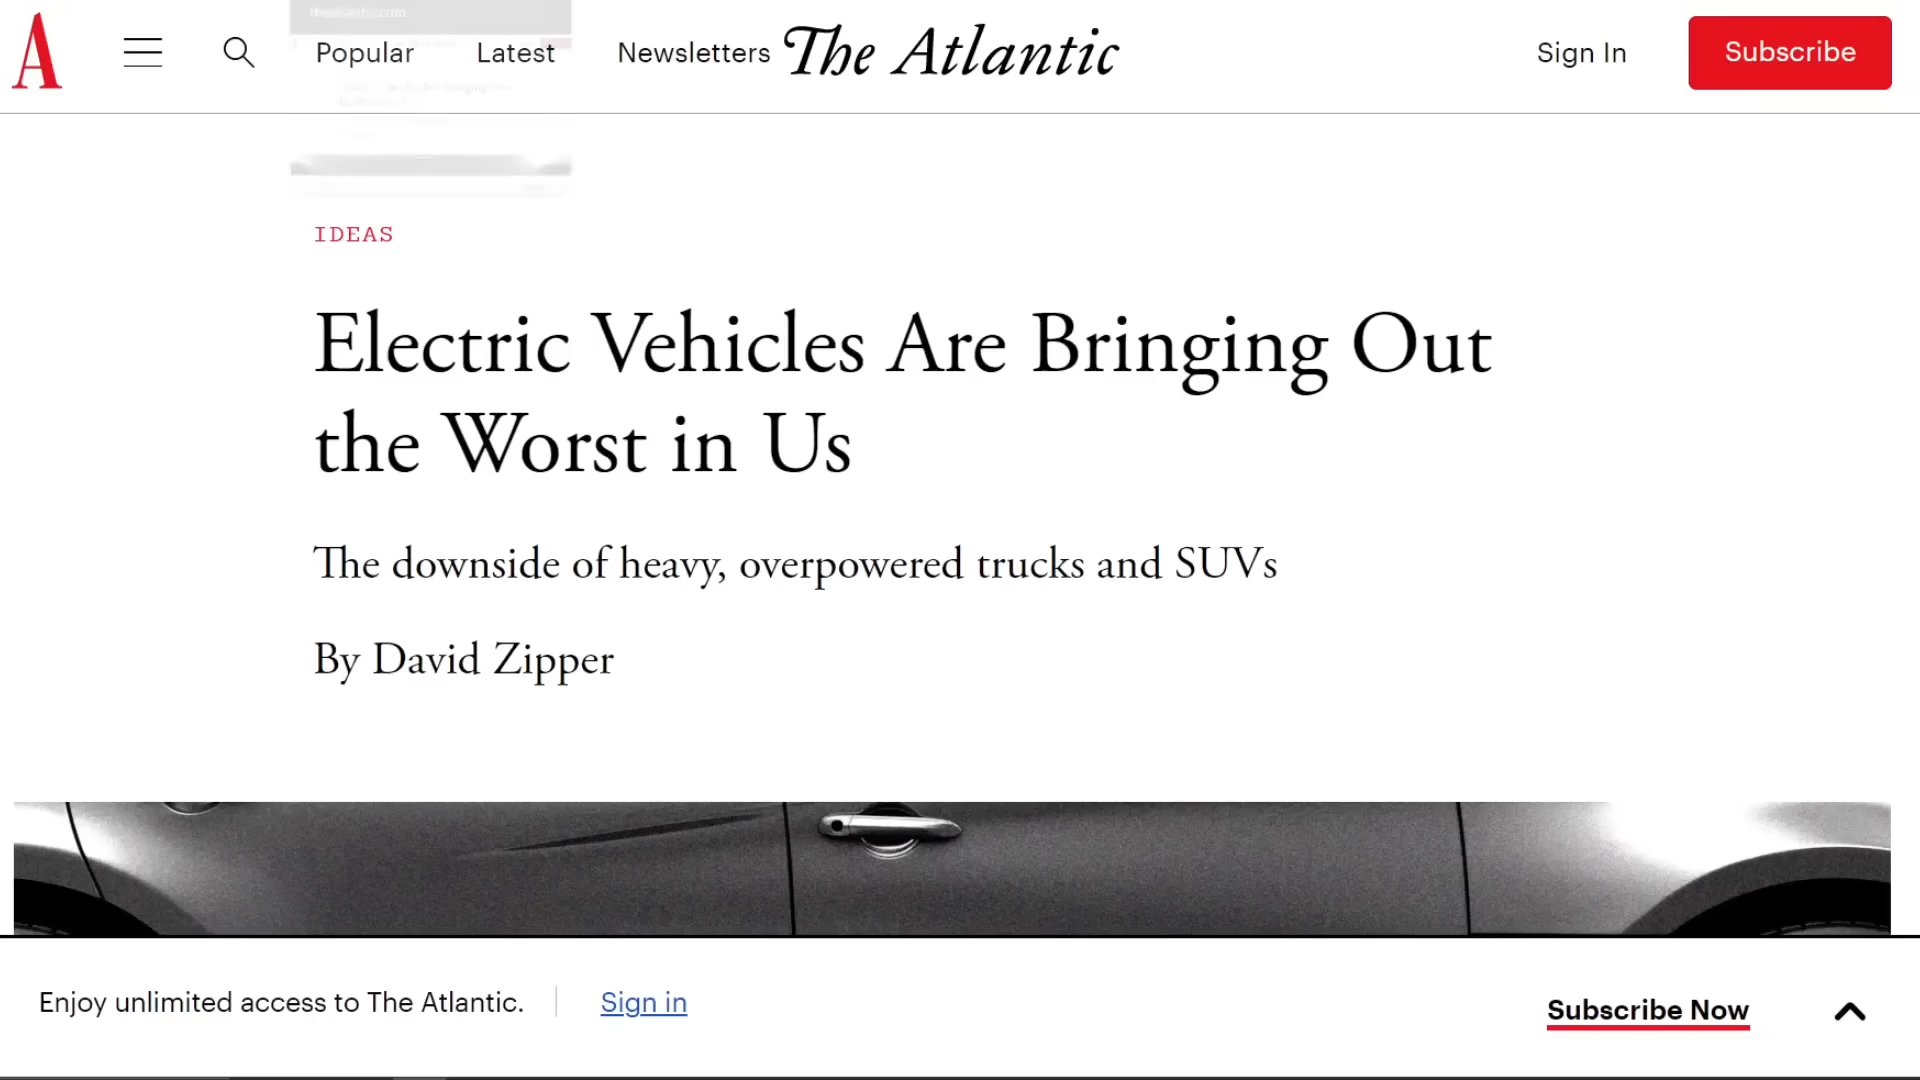 A
Popular
Latest
Newsletters
The Atlantic
Sign In
Subscribe
IDEAS
Electric Vehicles Are Bringing Out
the Worst in Us
The downside of heavy, overpowered trucks and SUVs
By David Zipper
Enjoy unlimited access to The Atlantic.
Sign in
Subscribe Now